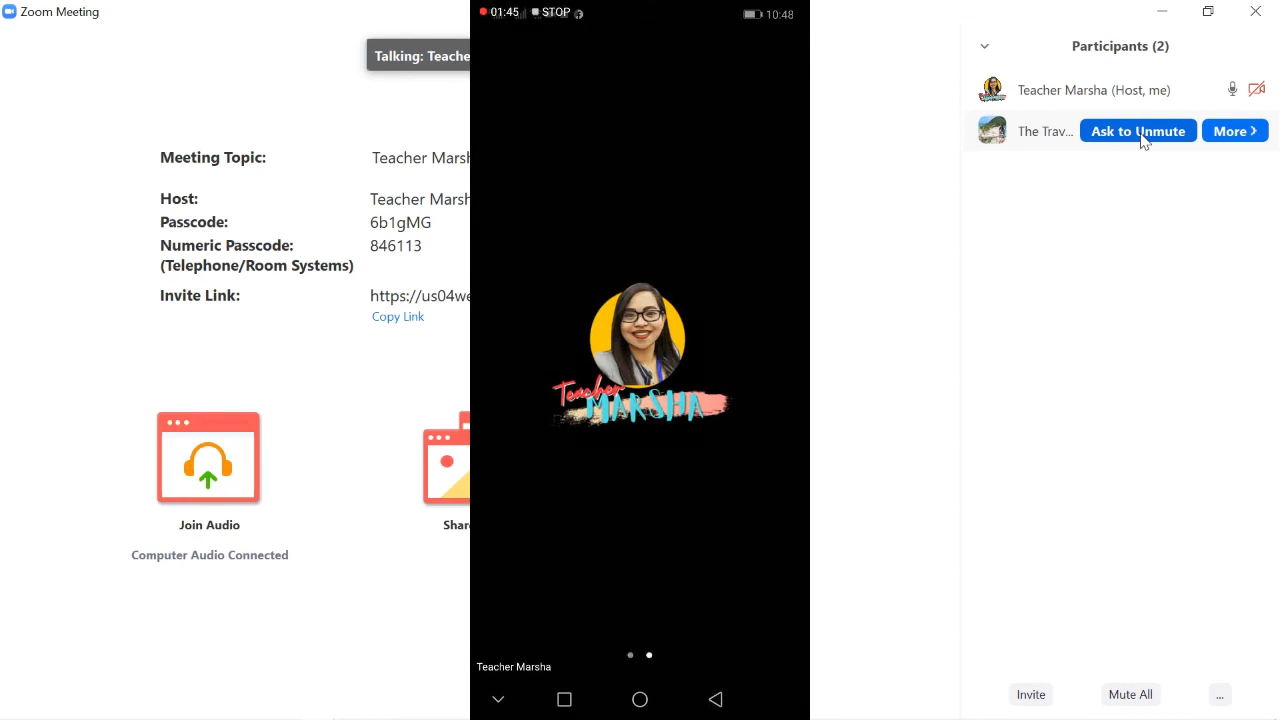 Zoom Meeting
01:45
STOP
10:48
Talking: Teache
Meeting Topic:
Teacher Marsh
Host:
Teacher Marsh
Passcode:
6b1gMG
Numeric Passcode:
846113
(Telephone/Room Systems)
Invite Link:
https://us04we
Copy Link
Join Audio
Computer Audio Connected
Shar
Teacher
MARSHA
Teacher Marsha
Participants (2)
Teacher Marsha (Host, me)
The Trav...
Ask to Unmute
More
Invite
Mute All
...